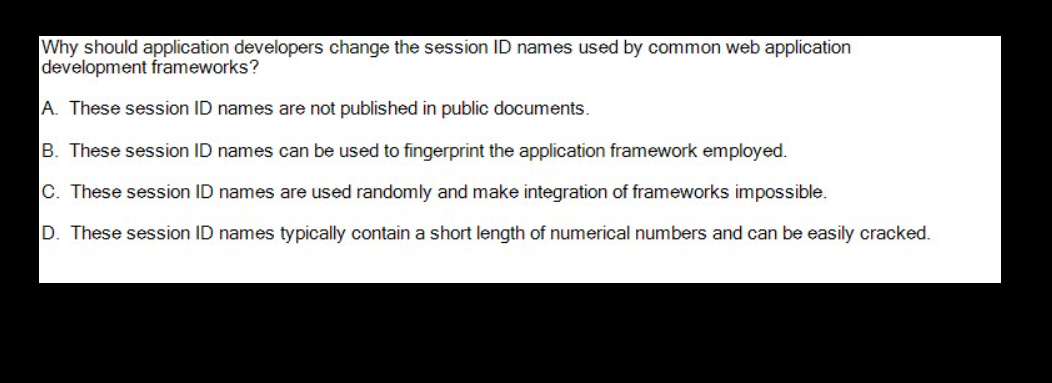 Why should application developers change the session ID names used by common web application
development frameworks?
A. These session ID names are not published in public documents.
B. These session ID names can be used to fingerprint the application framework employed.
C. These session ID names are used randomly and make integration of frameworks impossible.
D. These session ID names typically contain a short length of numerical numbers and can be easily cracked.